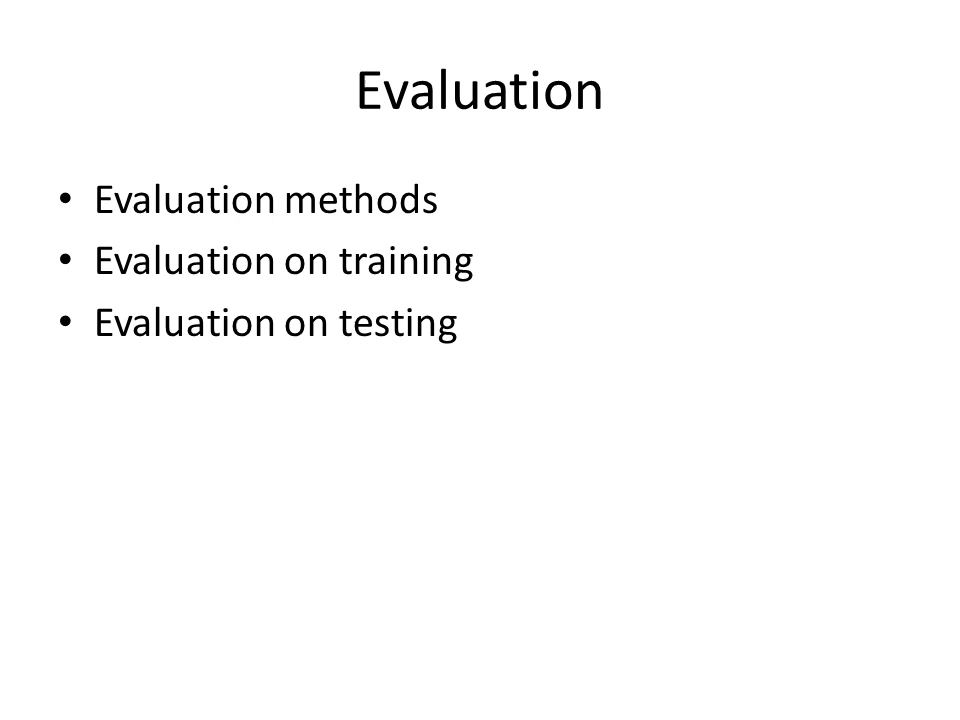 Evaluation
• Evaluation methods
• Evaluation on training
• Evaluation on testing